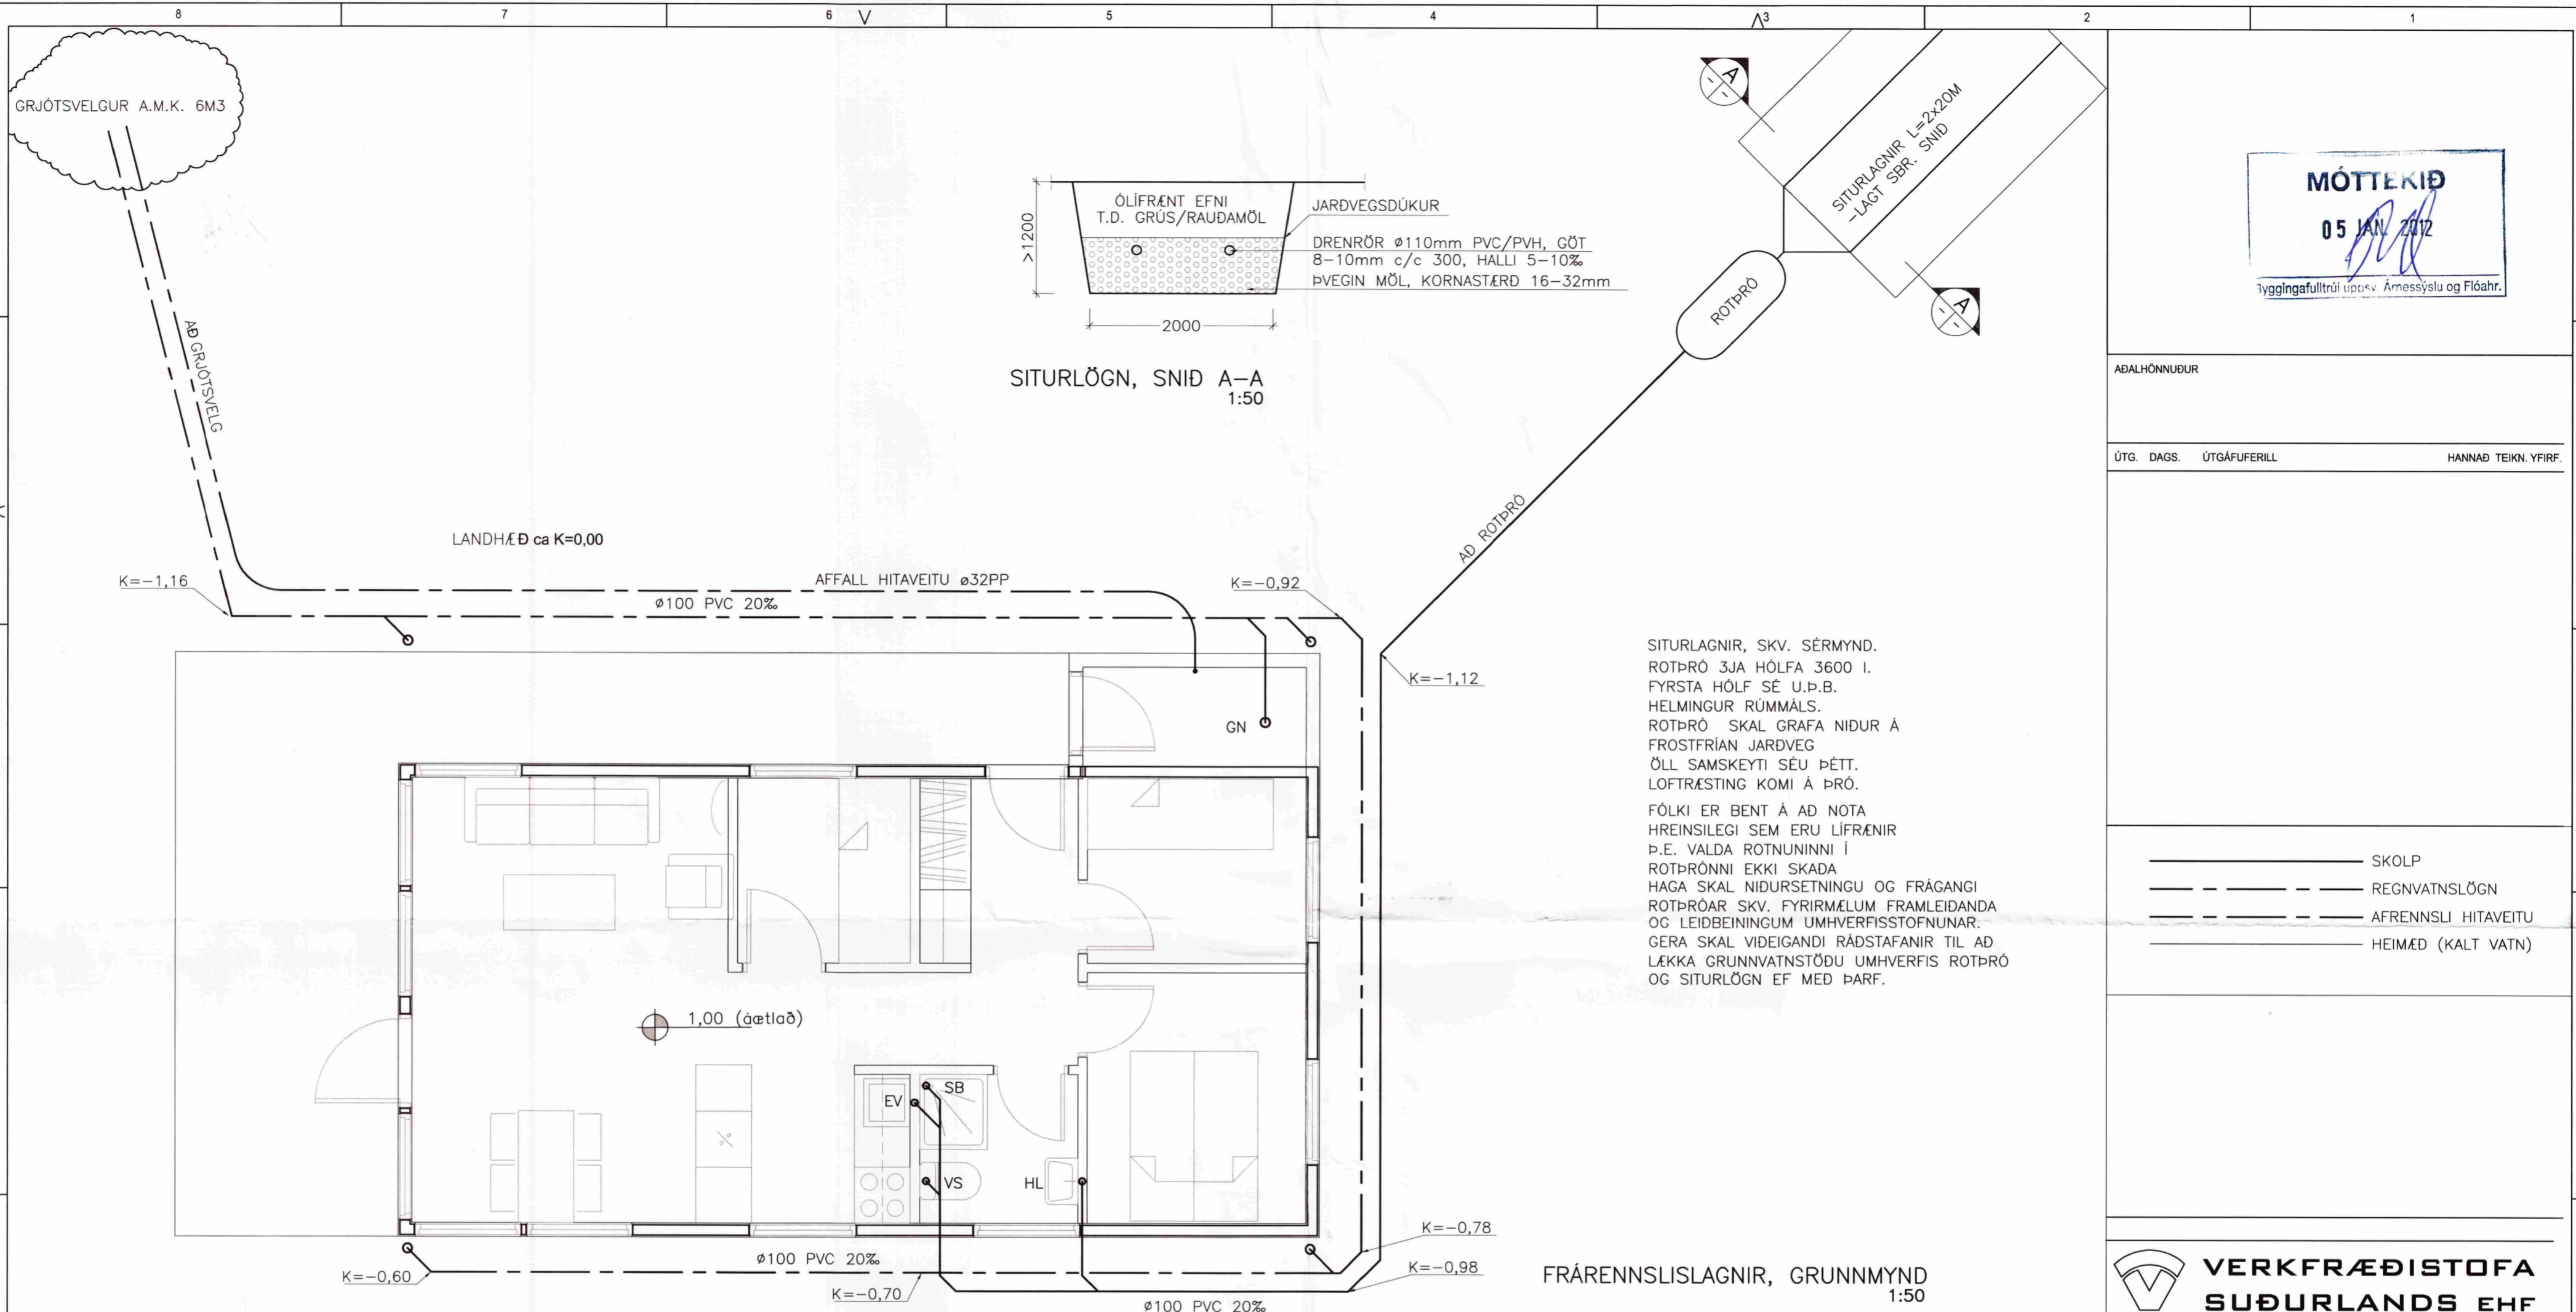 8
7
6
5
4
3
2
1
GRJÓTSVELGUR A.M.K. 6M3
AÐ GRJÓTSVELG
ÓLÍFRÆNT EFNI
T.D. GRÚS/RAUÐAMÖL
>1200
2000
JARÐVEGSDÚKUR
DRENRÖR ø110mm PVC/PVH, GÖT
8-10mm c/c 300, HALLI 5-10‰
ÞVEGIN MÖL, KORNASTÆRÐ 16-32mm
SITURLÖGN, SNIÐ A-A
1:50
A
-
SITURLAGNIR L=2x20M
-LAGT SBR. SNIÐ
A
-
ROTÞRÓ
AÐ ROTÞRÓ
MÓTTEKIÐ
05 JAN. 2012
Byggingafulltrúi uppsv. Árnessýslu og Flóahr.
AÐALHÖNNUÐUR
ÚTG. DAGS. ÚTGÁFUFERILL HANNAÐ TEIKN. YFIRF.
LANDHÆÐ ca K=0,00
K=-1,16
AFFALL HITAVEITU ø32PP
ø100 PVC 20‰
K=-0,92
K=-1,12
GN
SITURLAGNIR, SKV. SÉRMYND.
ROTÞRÓ 3JA HÓLFA 3600 l.
FYRSTA HÓLF SÉ U.Þ.B.
HELMINGUR RÚMMÁLS.
ROTÞRÓ SKAL GRAFA NIÐUR Á
FROSTFRÍAN JARÐVEG
ÖLL SAMSKEYTI SÉU ÞÉTT.
LOFTRÆSTING KOMI Á ÞRÓ.
FÓLKI ER BENT Á AÐ NOTA
HREINSILEGI SEM ERU LÍFRÆNIR
Þ.E. VALDA ROTNUNINNI Í
ROTÞRÓNNI EKKI SKAÐA
HAGA SKAL NIÐURSETNINGU OG FRÁGANGI
ROTÞRÓAR SKV. FYRIRMÆLUM FRAMLEIÐANDA
OG LEIÐBEININGUM UMHVERFISSTOFNUNAR.
GERA SKAL VIÐEIGANDI RÁÐSTAFANIR TIL AÐ
LÆKKA GRUNNVATNSTÖÐU UMHVERFIS ROTÞRÓ
OG SITURLÖGN EF MEÐ ÞARF.
SKOLP
REGNVATNSLÖGN
AFRENNSLI HITAVEITU
HEIMÆÐ (KALT VATN)
1,00 (áætlað)
SB
EV
VS
HL
K=-0,78
K=-0,98
ø100 PVC 20‰
K=-0,60
K=-0,70
ø100 PVC 20‰
FRÁRENNSLISLAGNIR, GRUNNMYND
1:50
VERKFRÆÐISTOFA
SUÐURLANDS EHF